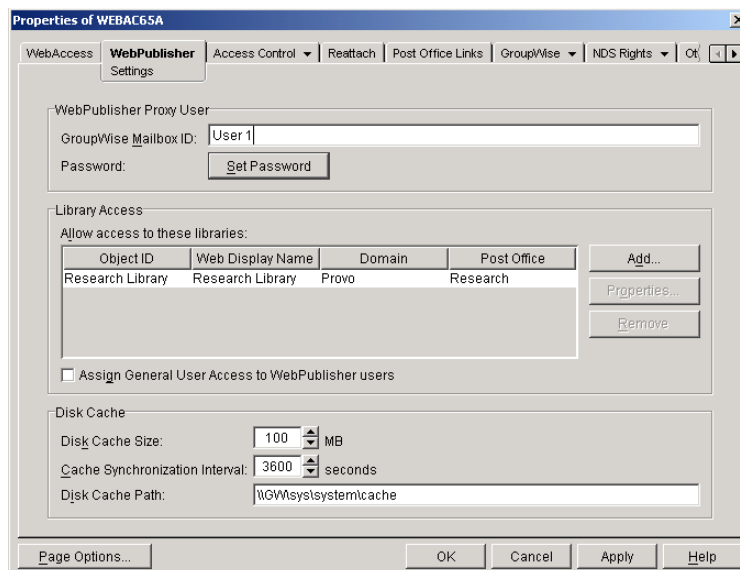 Properties of WEBAC65A
WebAccess WebPublisher Access Control Reattach Post Office Links GroupWise NDS Rights Ot
Settings
WebPublisher Proxy User
GroupWise Mailbox ID: User 1
Password: Set Password
Library Access
Allow access to these libraries:
Object ID Web Display Name Domain Post Office
Research Library Research Library Provo Research
Add...
Properties...
Remove
Assign General User Access to WebPublisher users
Disk Cache
Disk Cache Size: 100 MB
Cache Synchronization Interval: 3600 seconds
Disk Cache Path: \\GW\sys\system\cache
Page Options... OK Cancel Apply Help